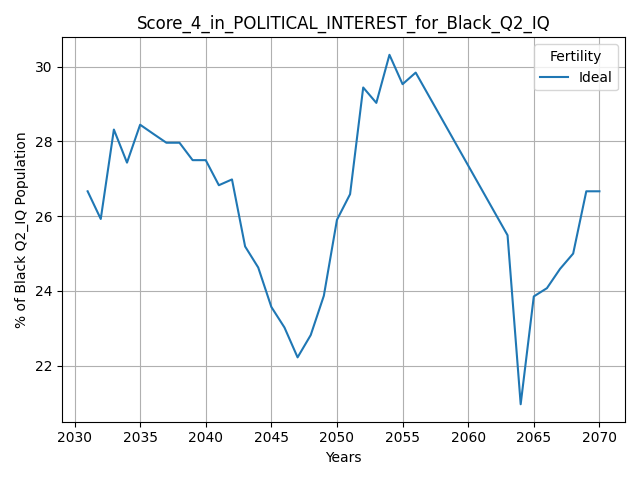 Score_4_in_POLITICAL_INTEREST_for_Black_Q2_IQ
Fertility
Ideal
% of Black Q2_IQ Population
30
28
26
24
22
2030
2035
2040
2045
2050
2055
2060
2065
2070
Years